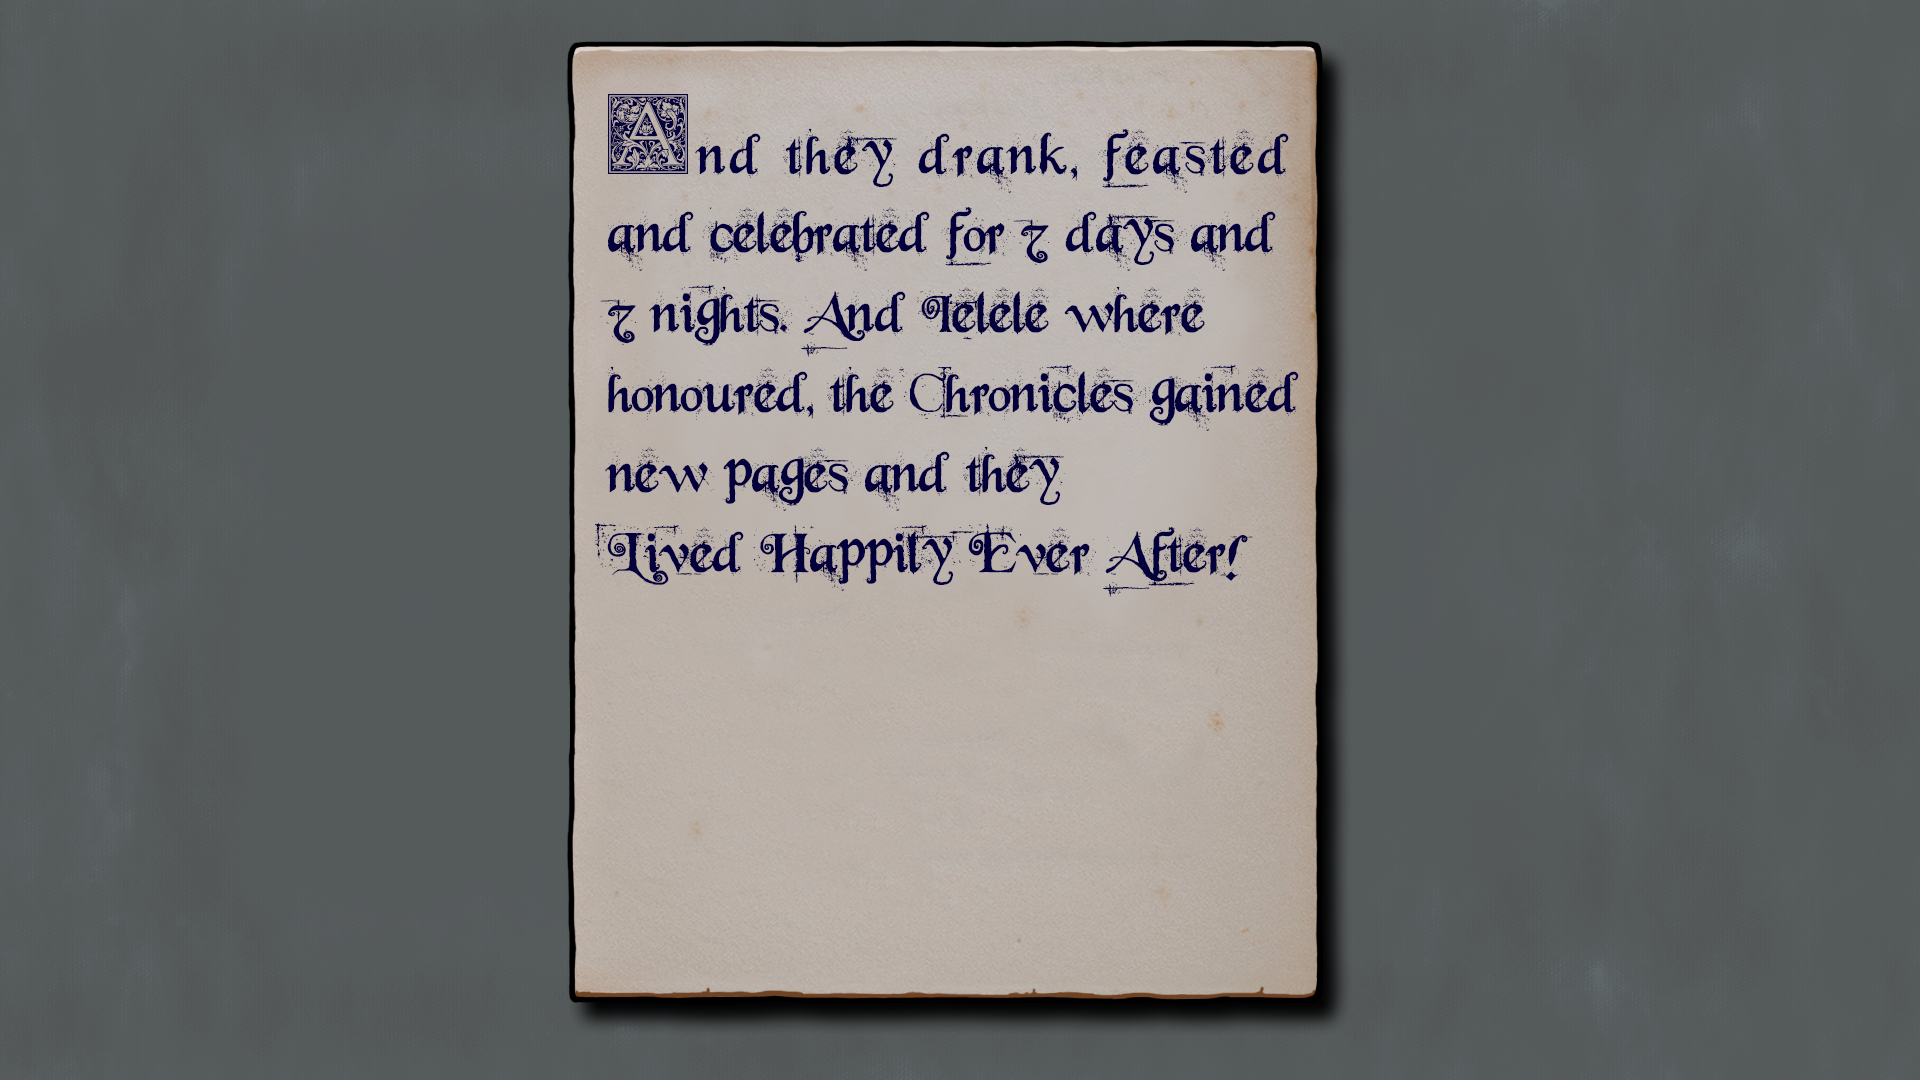 And they drank, feasted
and celebrated for 7 days and
7 nights. And Ielele where
honoured, the Chronicles gained
new pages and they
Lived Happily Ever After!